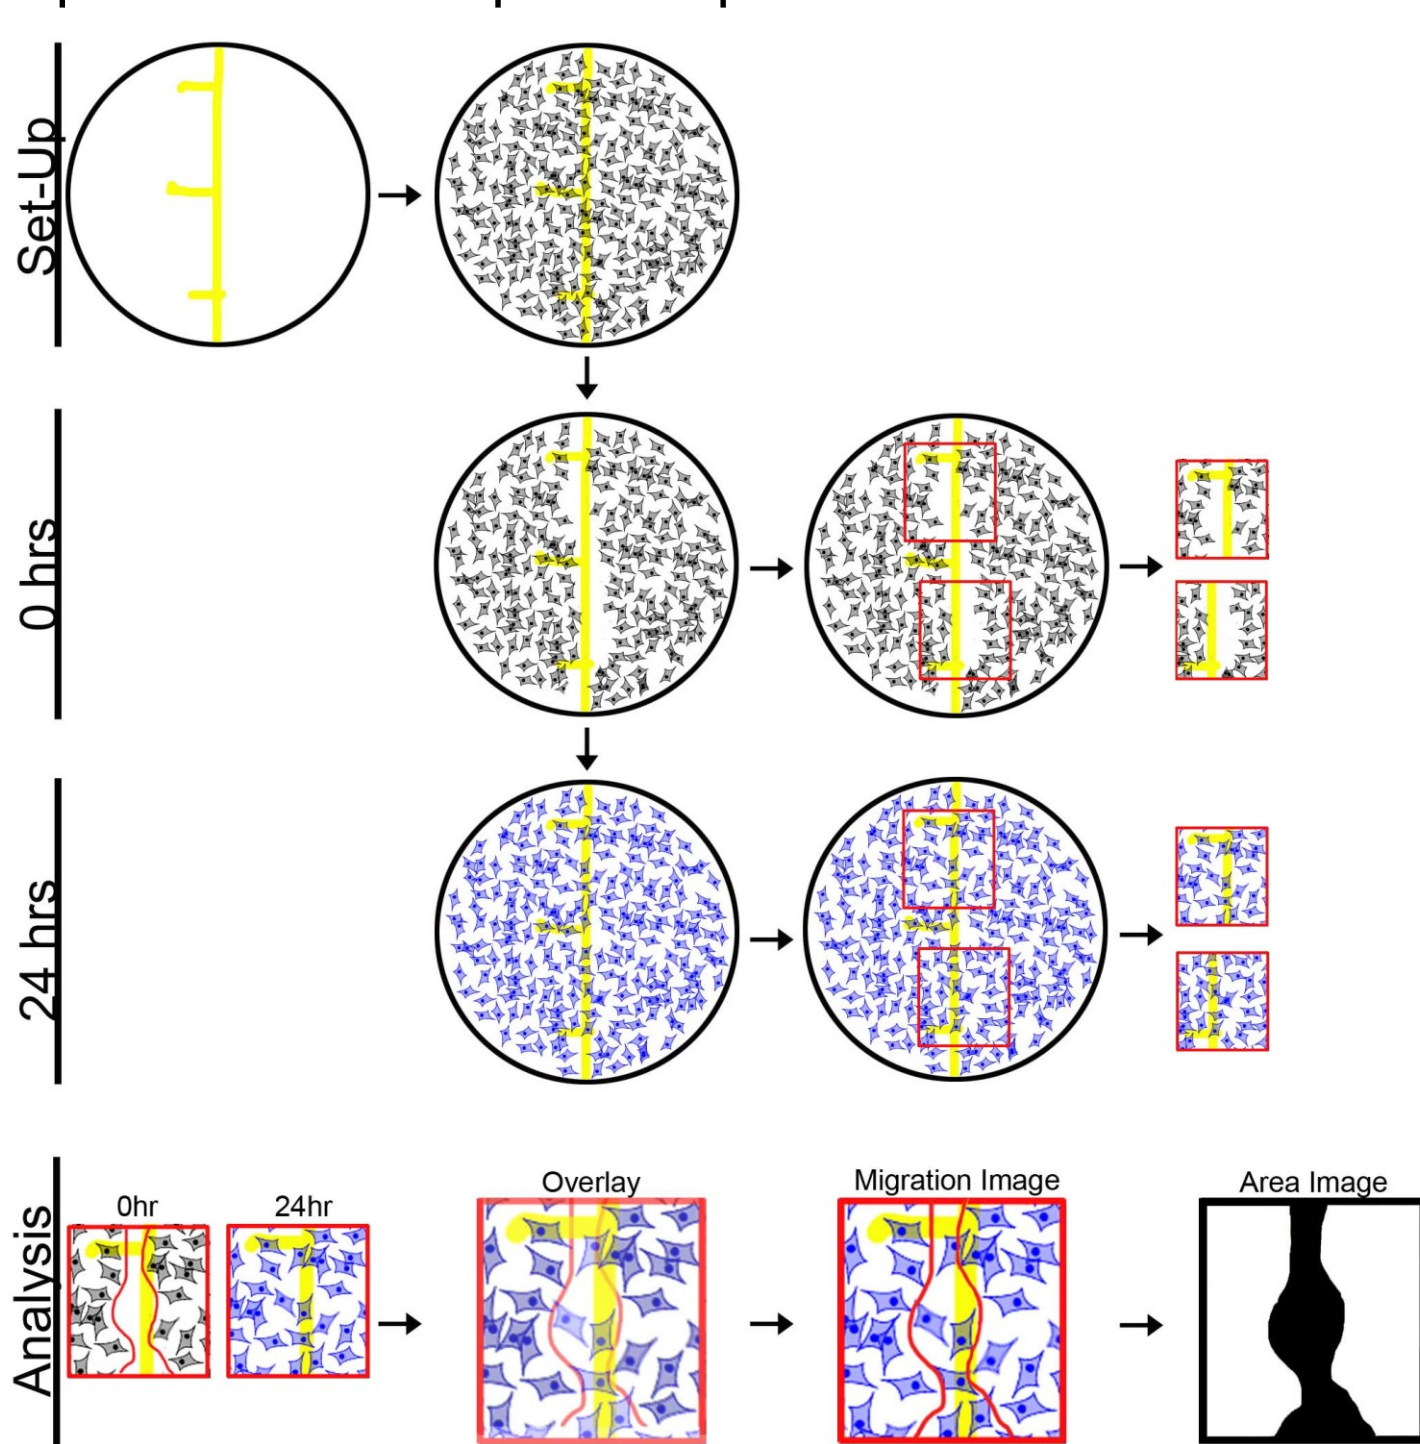 Set-Up
0 hrs
24 hrs
Analysis
0hr
24hr
Overlay
Migration Image
Area Image